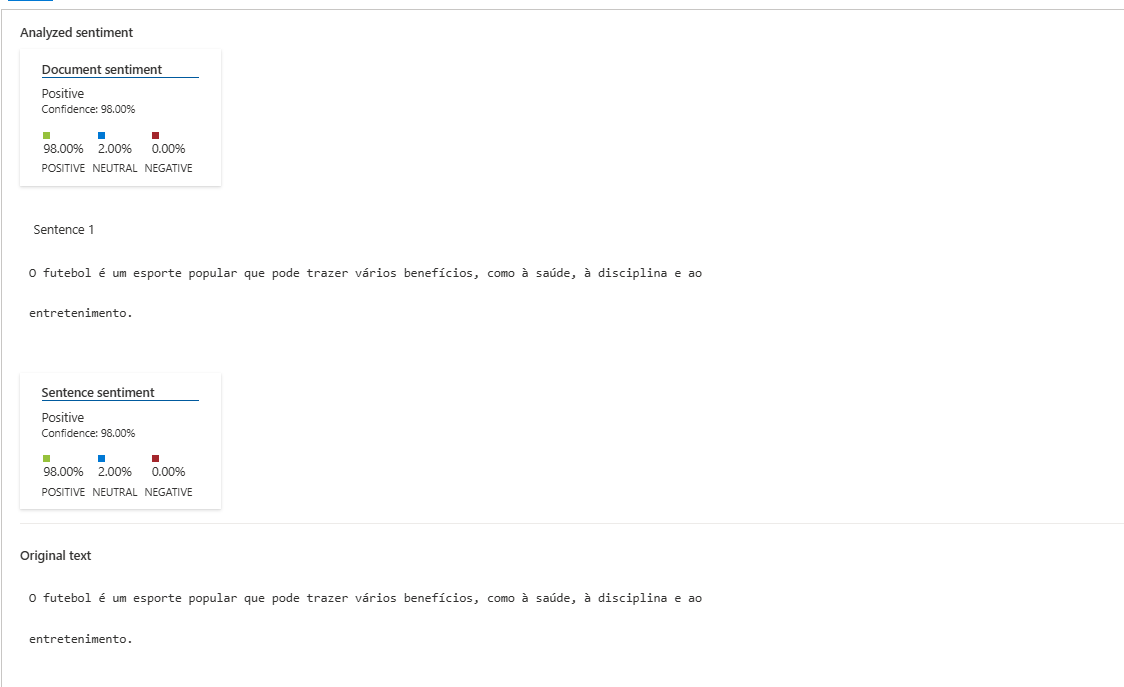 Analyzed sentiment
Document sentiment
Positive
Confidence: 98.00%
98.00% 2.00% 0.00%
POSITIVE NEUTRAL NEGATIVE
Sentence 1
O futebol é um esporte popular que pode trazer vários benefícios, como à saúde, à disciplina e ao
entretenimento.
Sentence sentiment
Positive
Confidence: 98.00%
98.00% 2.00% 0.00%
POSITIVE NEUTRAL NEGATIVE
Original text
O futebol é um esporte popular que pode trazer vários benefícios, como à saúde, à disciplina e ao
entretenimento.